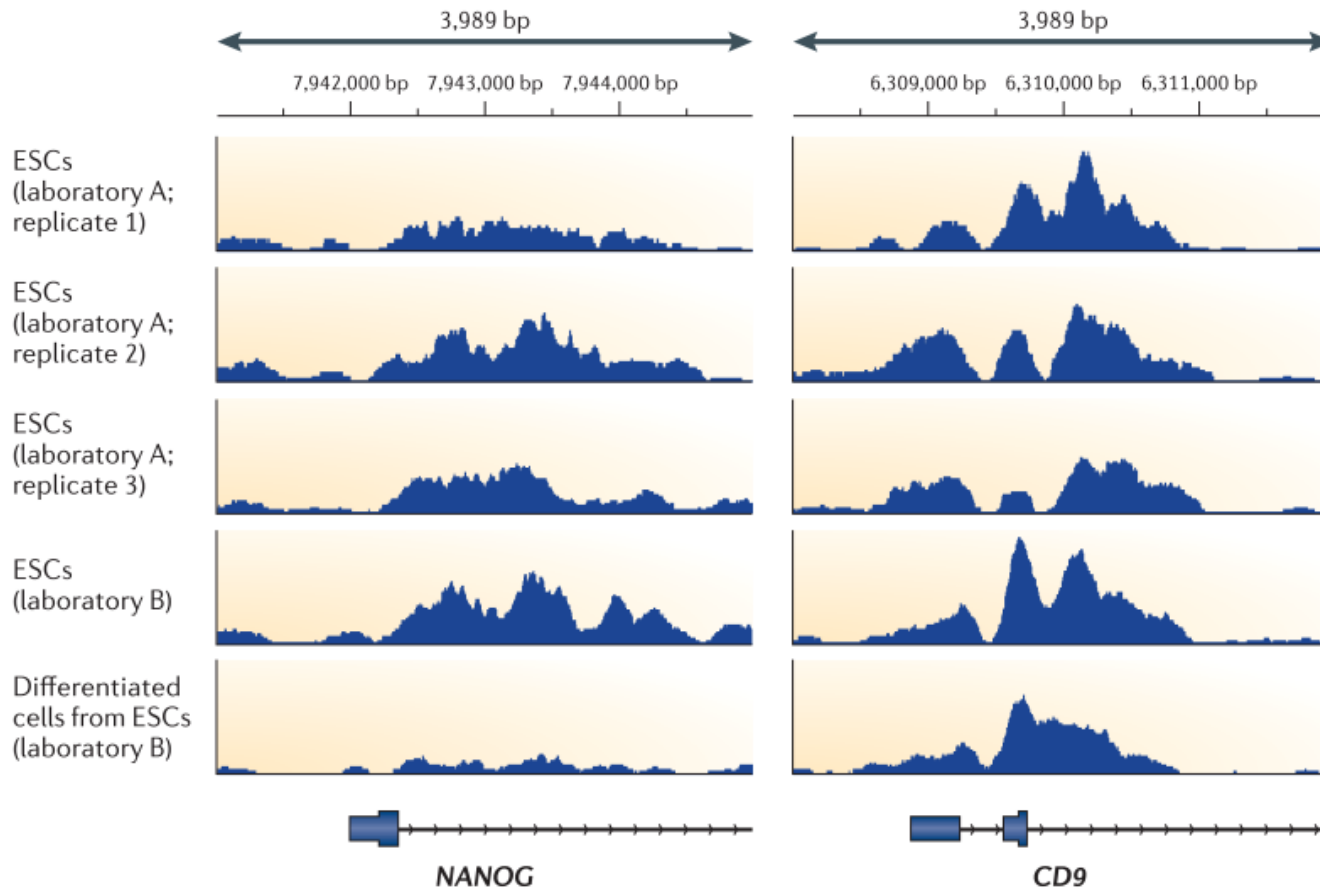 3,989 bp
3,989 bp
7,942,000 bp 7,943,000 bp 7,944,000 bp
6,309,000 bp 6,310,000 bp 6,311,000 bp
ESCs
(laboratory A;
replicate 1)
ESCs
(laboratory A;
replicate 2)
ESCs
(laboratory A;
replicate 3)
ESCs
(laboratory B)
Differentiated
cells from ESCs
(laboratory B)
NANOG
CD9